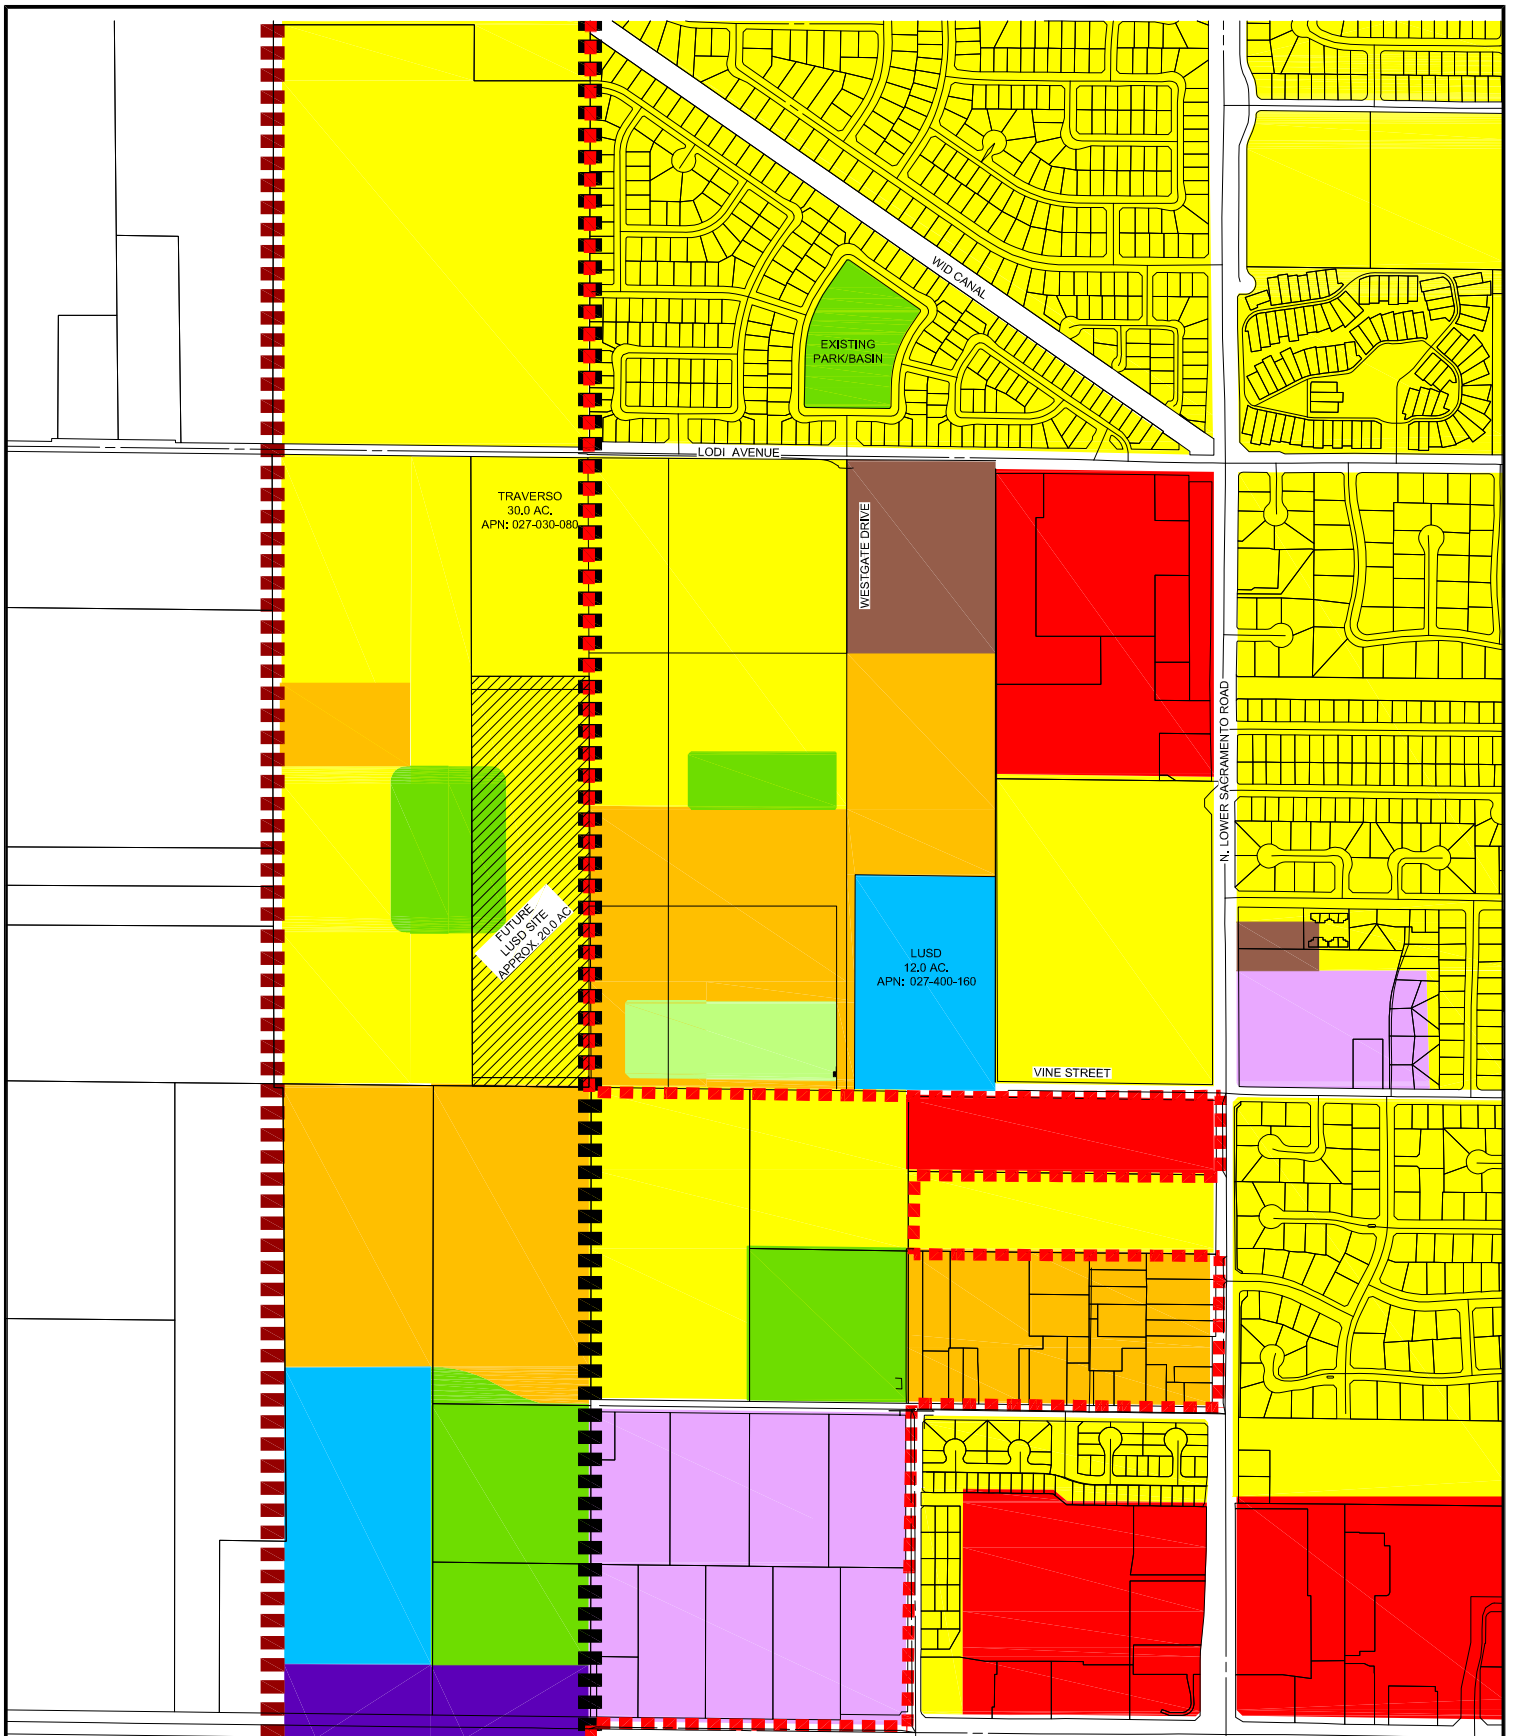 WID CANAL
EXISTING
PARK/BASIN
LODI AVENUE
TRAVERSO
30.0 AC.
APN: 027-030-080
WESTGATE DRIVE
N. LOWER SACRAMENTO ROAD
FUTURE
LUSD SITE
APPROX. 20.0 AC
LUSD
12.0 AC.
APN: 027-400-160
VINE STREET